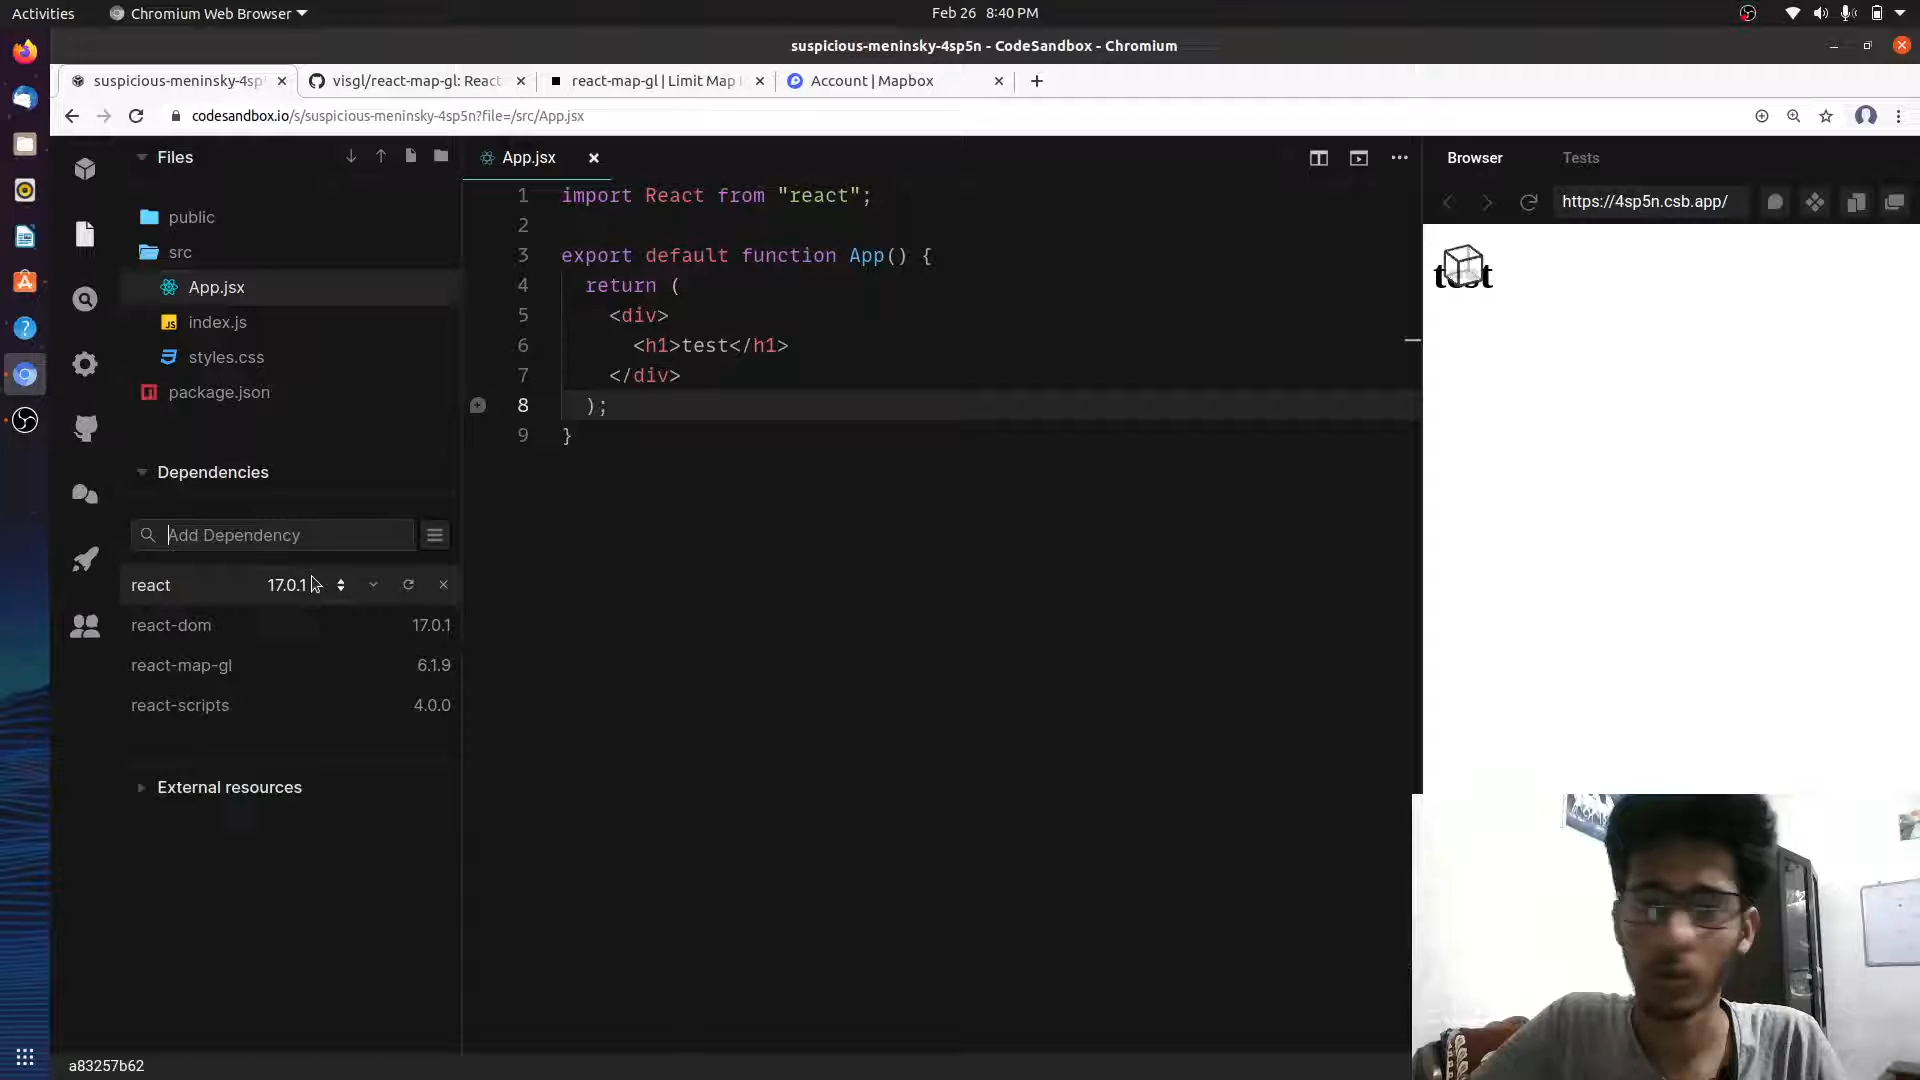 Activities
Chromium Web Browser
Feb 26 8:40 PM
suspicious-meninsky-4sp5n - CodeSandbox - Chromium
suspicious-meninsky-4sp
visgl/react-map-gl: React
react-map-gl | Limit Map
Account | Mapbox
codesandbox.io/s/suspicious-meninsky-4sp5n?file=/src/App.jsx
Files
public
src
App.jsx
index.js
styles.css
package.json
Dependencies
Add Dependency
react 17.0.1
react-dom 17.0.1
react-map-gl 6.1.9
react-scripts 4.0.0
External resources
a83257b62
App.jsx
1 import React from "react";
2
3 export default function App() {
4 return (
5 <div>
6 <h1>test</h1>
7 </div>
8 );
9 }
Browser
Tests
https://4sp5n.csb.app/
test